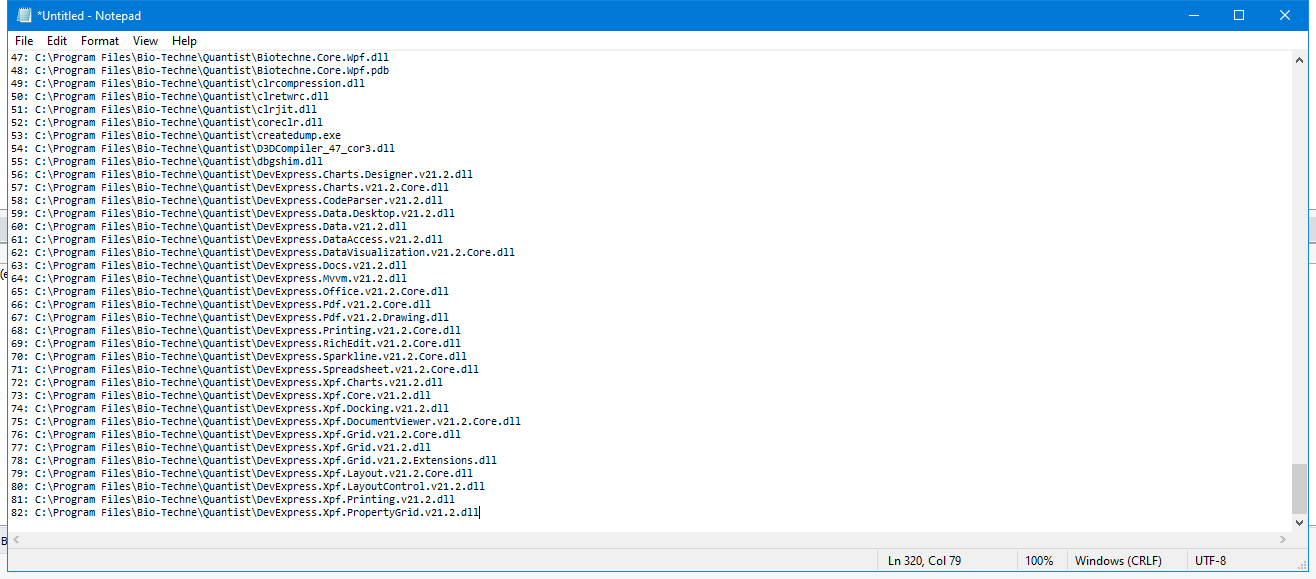 *Untitled - Notepad
File Edit Format View Help
47: C:\Program Files\Bio-Techne\Quantist\Biotechne.Core.Wpf.dll
48: C:\Program Files\Bio-Techne\Quantist\Biotechne.Core.Wpf.pdb
49: C:\Program Files\Bio-Techne\Quantist\clrcompression.dll
50: C:\Program Files\Bio-Techne\Quantist\clretwrc.dll
51: C:\Program Files\Bio-Techne\Quantist\clrjit.dll
52: C:\Program Files\Bio-Techne\Quantist\coreclr.dll
53: C:\Program Files\Bio-Techne\Quantist\createdump.exe
54: C:\Program Files\Bio-Techne\Quantist\D3DCompiler_47_cor3.dll
55: C:\Program Files\Bio-Techne\Quantist\dbgshim.dll
56: C:\Program Files\Bio-Techne\Quantist\DevExpress.Charts.Designer.v21.2.dll
57: C:\Program Files\Bio-Techne\Quantist\DevExpress.Charts.v21.2.Core.dll
58: C:\Program Files\Bio-Techne\Quantist\DevExpress.CodeParser.v21.2.dll
59: C:\Program Files\Bio-Techne\Quantist\DevExpress.Data.Desktop.v21.2.dll
60: C:\Program Files\Bio-Techne\Quantist\DevExpress.Data.v21.2.dll
61: C:\Program Files\Bio-Techne\Quantist\DevExpress.DataAccess.v21.2.dll
62: C:\Program Files\Bio-Techne\Quantist\DevExpress.DataVisualization.v21.2.Core.dll
63: C:\Program Files\Bio-Techne\Quantist\DevExpress.Docs.v21.2.dll
64: C:\Program Files\Bio-Techne\Quantist\DevExpress.Mvvm.v21.2.dll
65: C:\Program Files\Bio-Techne\Quantist\DevExpress.Office.v21.2.Core.dll
66: C:\Program Files\Bio-Techne\Quantist\DevExpress.Pdf.v21.2.Core.dll
67: C:\Program Files\Bio-Techne\Quantist\DevExpress.Pdf.v21.2.Drawing.dll
68: C:\Program Files\Bio-Techne\Quantist\DevExpress.Printing.v21.2.Core.dll
69: C:\Program Files\Bio-Techne\Quantist\DevExpress.RichEdit.v21.2.Core.dll
70: C:\Program Files\Bio-Techne\Quantist\DevExpress.Sparkline.v21.2.Core.dll
71: C:\Program Files\Bio-Techne\Quantist\DevExpress.Spreadsheet.v21.2.Core.dll
72: C:\Program Files\Bio-Techne\Quantist\DevExpress.Xpf.Charts.v21.2.dll
73: C:\Program Files\Bio-Techne\Quantist\DevExpress.Xpf.Core.v21.2.dll
74: C:\Program Files\Bio-Techne\Quantist\DevExpress.Xpf.Docking.v21.2.dll
75: C:\Program Files\Bio-Techne\Quantist\DevExpress.Xpf.DocumentViewer.v21.2.Core.dll
76: C:\Program Files\Bio-Techne\Quantist\DevExpress.Xpf.Grid.v21.2.Core.dll
77: C:\Program Files\Bio-Techne\Quantist\DevExpress.Xpf.Grid.v21.2.dll
78: C:\Program Files\Bio-Techne\Quantist\DevExpress.Xpf.Grid.v21.2.Extensions.dll
79: C:\Program Files\Bio-Techne\Quantist\DevExpress.Xpf.Layout.v21.2.Core.dll
80: C:\Program Files\Bio-Techne\Quantist\DevExpress.Xpf.LayoutControl.v21.2.dll
81: C:\Program Files\Bio-Techne\Quantist\DevExpress.Xpf.Printing.v21.2.dll
82: C:\Program Files\Bio-Techne\Quantist\DevExpress.Xpf.PropertyGrid.v21.2.dll
Ln 320, Col 79 100% Windows (CRLF) UTF-8